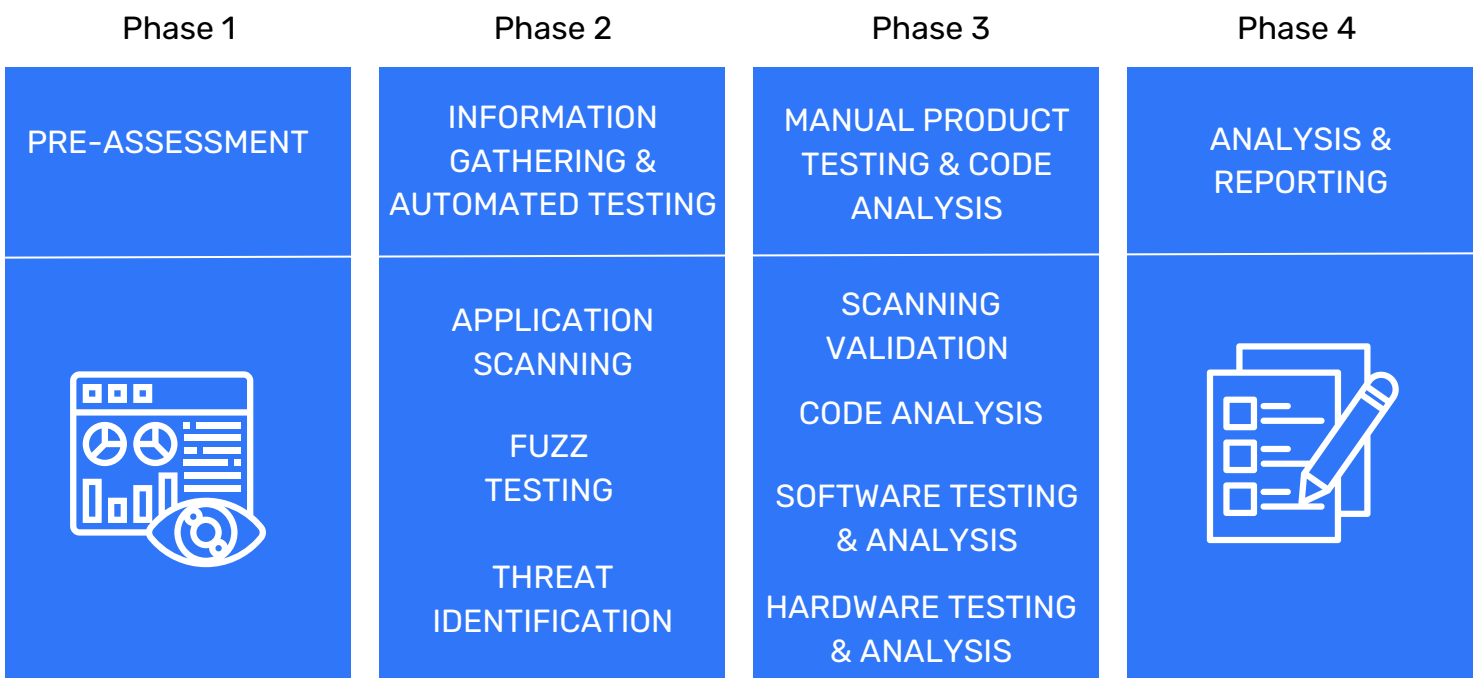 Phase 1
PRE-ASSESSMENT
Phase 2
INFORMATION
GATHERING &
AUTOMATED TESTING
APPLICATION
SCANNING
FUZZ
TESTING
THREAT
IDENTIFICATION
Phase 3
MANUAL PRODUCT
TESTING & CODE
ANALYSIS
SCANNING
VALIDATION
CODE ANALYSIS
SOFTWARE TESTING
& ANALYSIS
HARDWARE TESTING
& ANALYSIS
Phase 4
ANALYSIS &
REPORTING